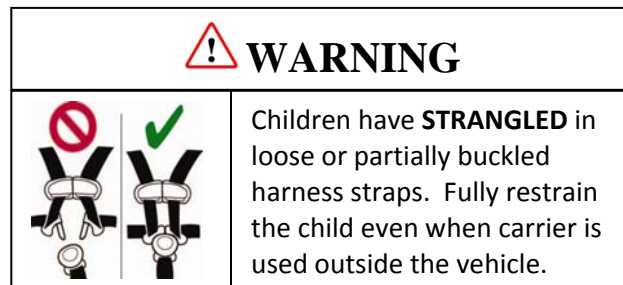 WARNING
Children have STRANGLED in
loose or partially buckled
harness straps. Fully restrain
the child even when carrier is
used outside the vehicle.